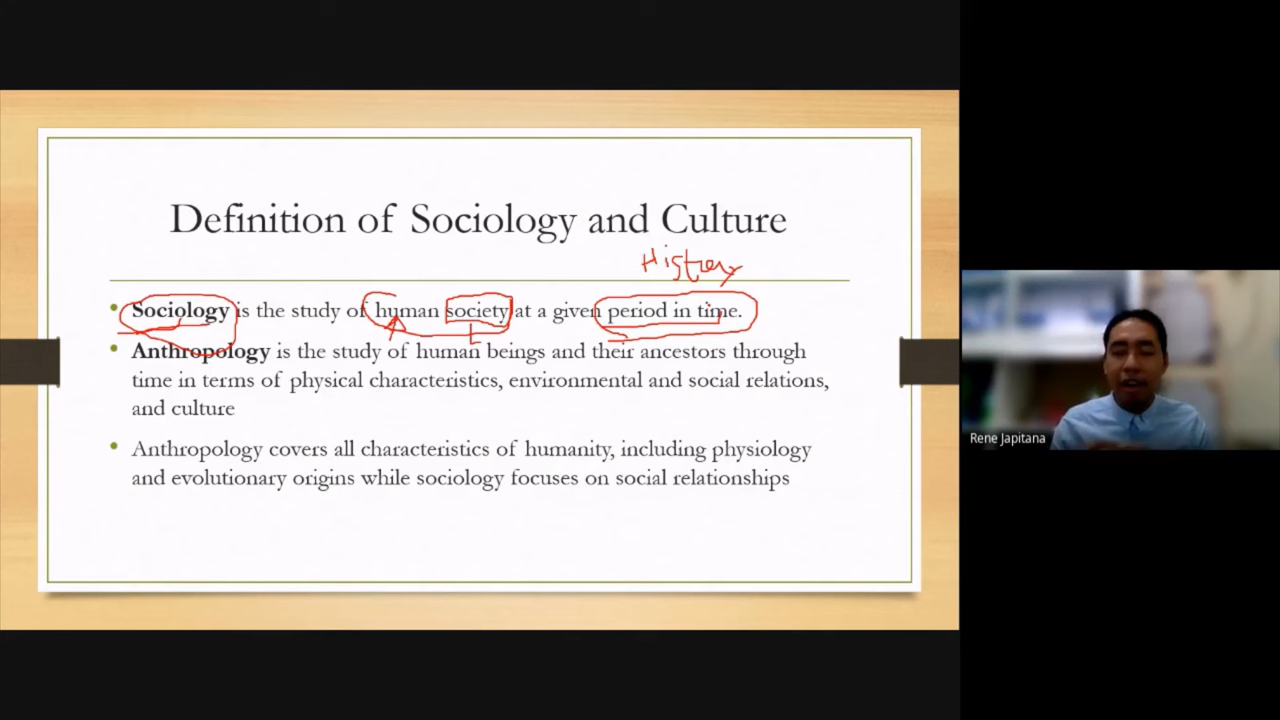 Definition of Sociology and Culture
History
• Sociology is the study of human society at a given period in time.
• Anthropology is the study of human beings and their ancestors through
time in terms of physical characteristics, environmental and social relations,
and culture
• Anthropology covers all characteristics of humanity, including physiology
and evolutionary origins while sociology focuses on social relationships
Rene Japitana